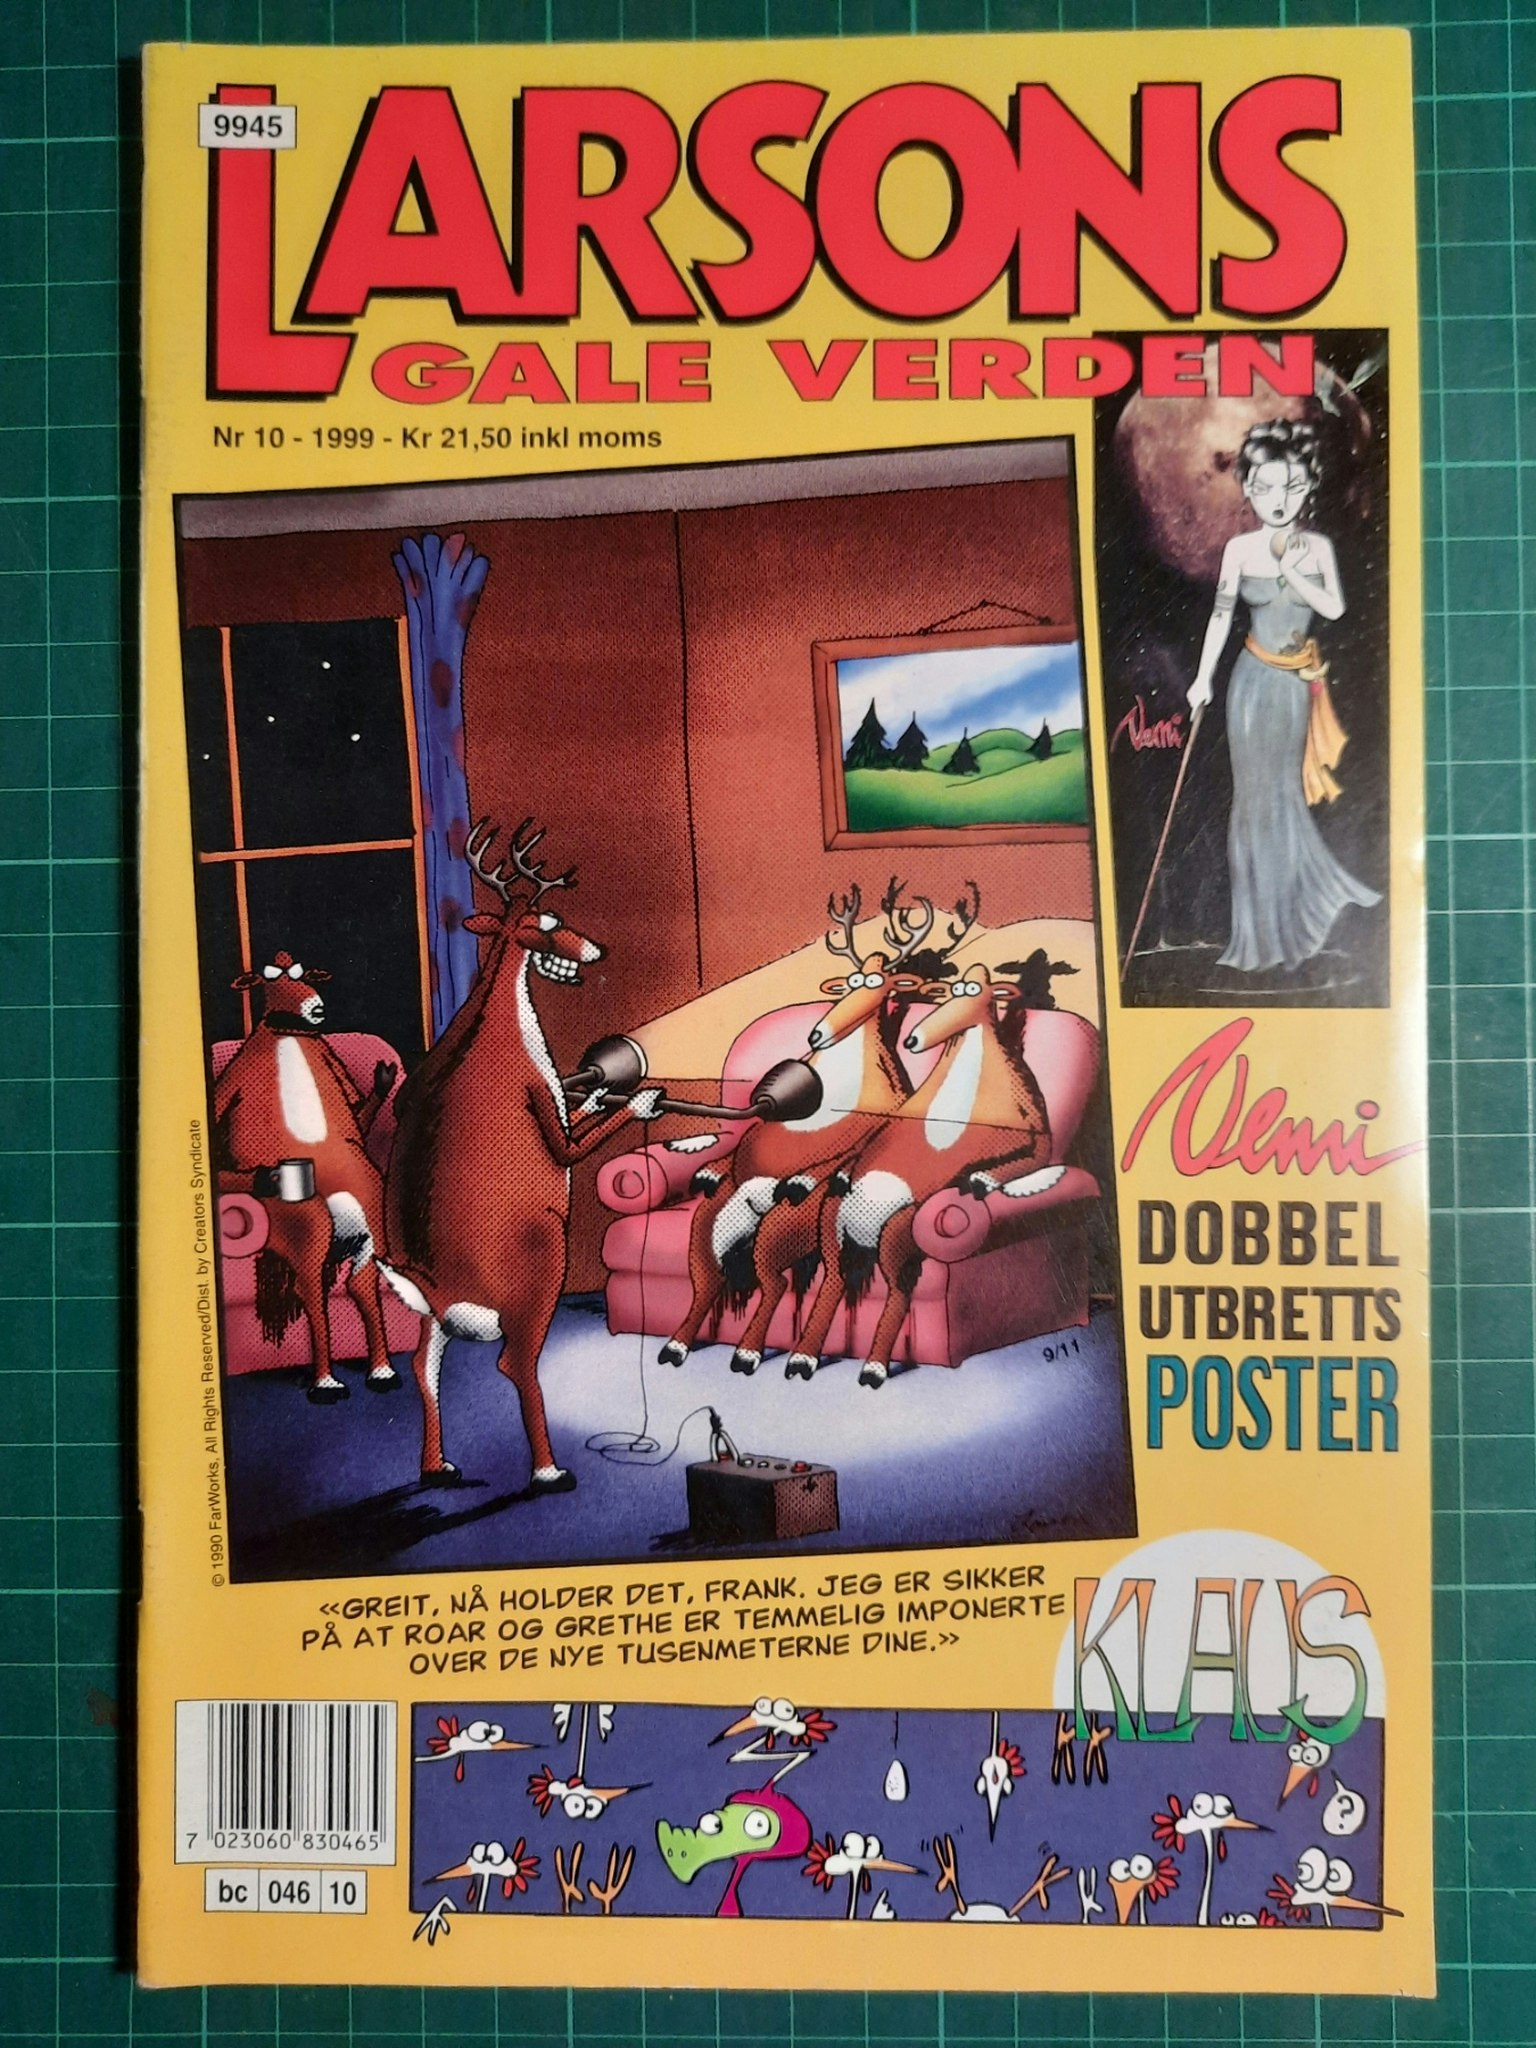 9945
LARSONS
GALE VERDEN
Nr 10 - 1999 - Kr 21,50 inkl moms
Nemi
Nemi
DOBBEL
UTBRETTS
POSTER
9/11
© 1990 FarWorks, All Rights Reserved/Dist. by Creators Syndicate
«GREIT, NÅ HOLDER DET, FRANK. JEG ER SIKKER
PÅ AT ROAR OG GRETHE ER TEMMELIG IMPONERTE
OVER DE NYE TUSENMETERNE DINE.»
KLAUS
?
7 023060 830465
bc 046 10